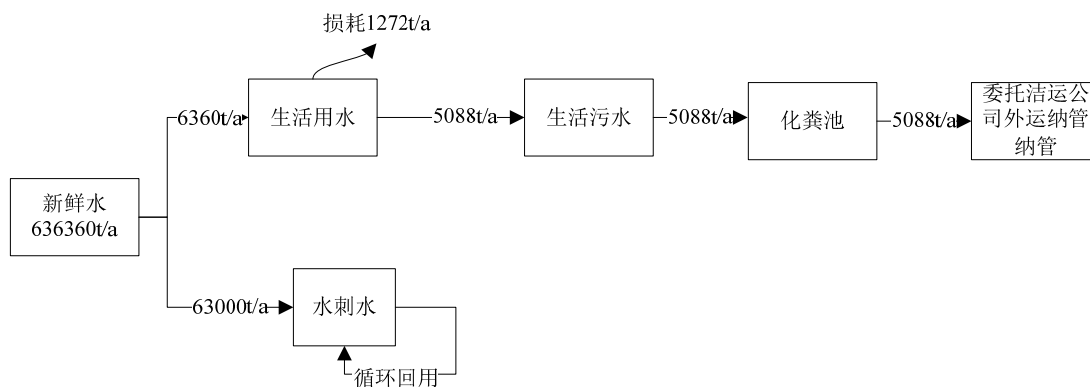 损耗1272t/a
6360t/a
生活用水
5088t/a
生活污水
5088t/a
化粪池
5088t/a
委托洁运公
司外运纳管
纳管
新鲜水
636360t/a
63000t/a
水刺水
循环回用